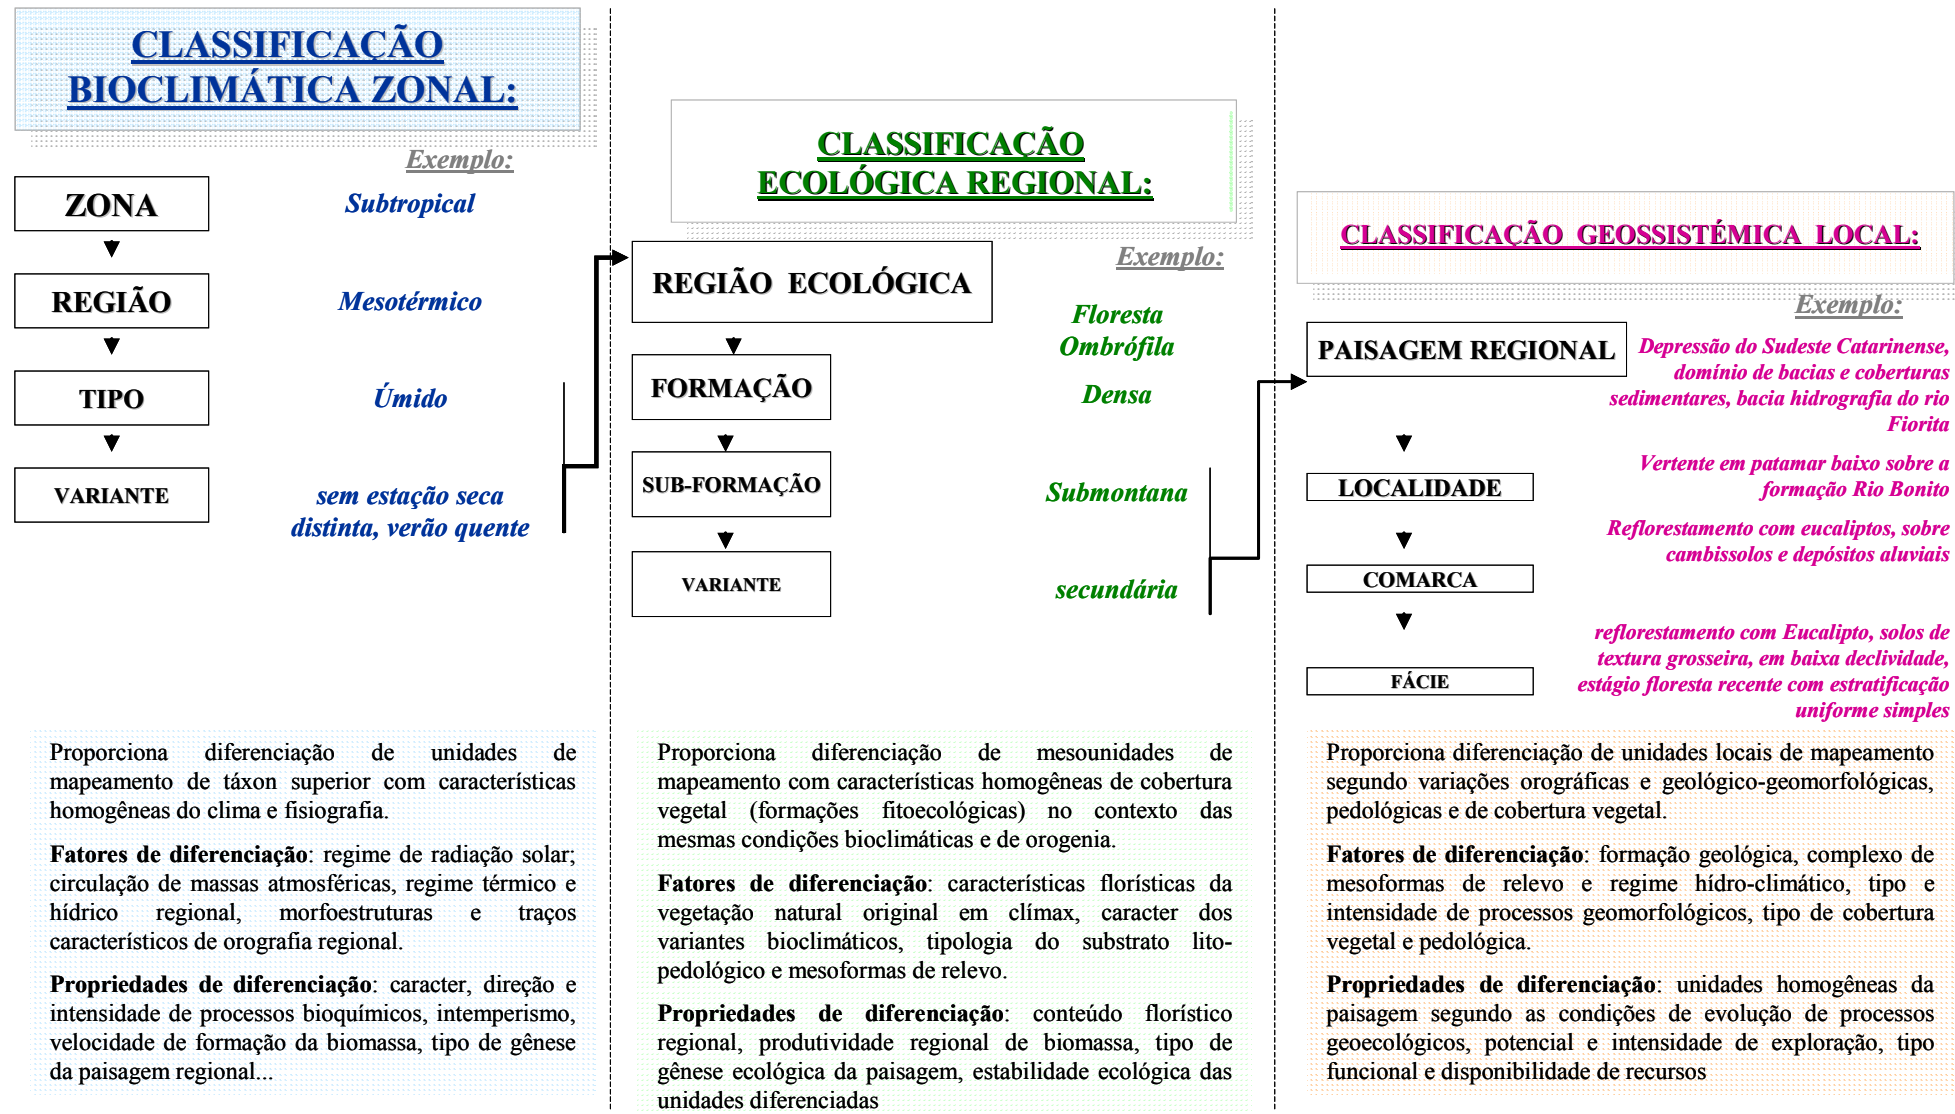 CLASSIFICAÇÃO
BIOCLIMÁTICA ZONAL:
Exemplo:
ZONA
Subtropical
REGIÃO
Mesotérmico
TIPO
Úmido
VARIANTE
sem estação seca
distinta, verão quente
Proporciona diferenciação de unidades de
mapeamento de táxon superior com características
homogêneas do clima e fisiografia.
Fatores de diferenciação: regime de radiação solar;
circulação de massas atmosféricas, regime térmico e
hídrico regional, morfoestruturas e traços
característicos de orografia regional.
Propriedades de diferenciação: caracter, direção e
intensidade de processos bioquímicos, intemperismo,
velocidade de formação da biomassa, tipo de gênese
da paisagem regional...
CLASSIFICAÇÃO
ECOLÓGICA REGIONAL:
Exemplo:
REGIÃO ECOLÓGICA
Floresta
Ombrófila
FORMAÇÃO
Densa
SUB-FORMAÇÃO
Submontana
VARIANTE
secundária
Proporciona diferenciação de mesounidades de
mapeamento com características homogêneas de cobertura
vegetal (formações fitoecológicas) no contexto das
mesmas condições bioclimáticas e de orogenia.
Fatores de diferenciação: características florísticas da
vegetação natural original em clímax, caracter dos
variantes bioclimáticos, tipologia do substrato lito-
pedológico e mesoformas de relevo.
Propriedades de diferenciação: conteúdo florístico
regional, produtividade regional de biomassa, tipo de
gênese ecológica da paisagem, estabilidade ecológica das
unidades diferenciadas
CLASSIFICAÇÃO GEOSSISTÉMICA LOCAL:
Exemplo:
PAISAGEM REGIONAL
Depressão do Sudeste Catarinense,
domínio de bacias e coberturas
sedimentares, bacia hidrografia do rio
Fiorita
LOCALIDADE
Vertente em patamar baixo sobre a
formação Rio Bonito
COMARCA
Reflorestamento com eucaliptos, sobre
cambissolos e depósitos aluviais
FÁCIE
reflorestamento com Eucalipto, solos de
textura grosseira, em baixa declividade,
estágio floresta recente com estratificação
uniforme simples
Proporciona diferenciação de unidades locais de mapeamento
segundo variações orográficas e geológico-geomorfológicas,
pedológicas e de cobertura vegetal.
Fatores de diferenciação: formação geológica, complexo de
mesoformas de relevo e regime hídro-climático, tipo e
intensidade de processos geomorfológicos, tipo de cobertura
vegetal e pedológica.
Propriedades de diferenciação: unidades homogêneas da
paisagem segundo as condições de evolução de processos
geoecológicos, potencial e intensidade de exploração, tipo
funcional e disponibilidade de recursos